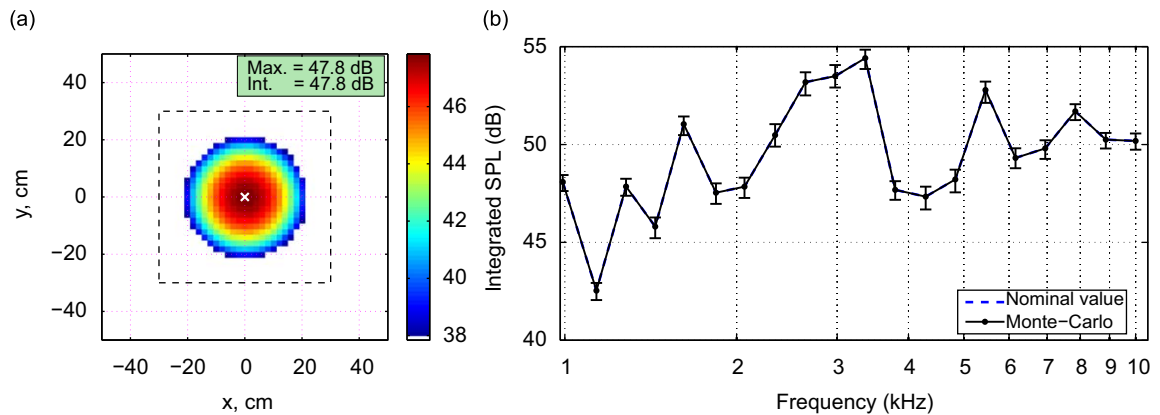 (a)
(b)
Max. = 47.8 dB
Int. = 47.8 dB
40
20
0
−20
−40
y, cm
−40 −20 0 20 40
x, cm
46
44
42
40
38
Integrated SPL (dB)
55
50
45
40
Nominal value
Monte−Carlo
1 2 3 4 5 6 7 8 9 10
Frequency (kHz)